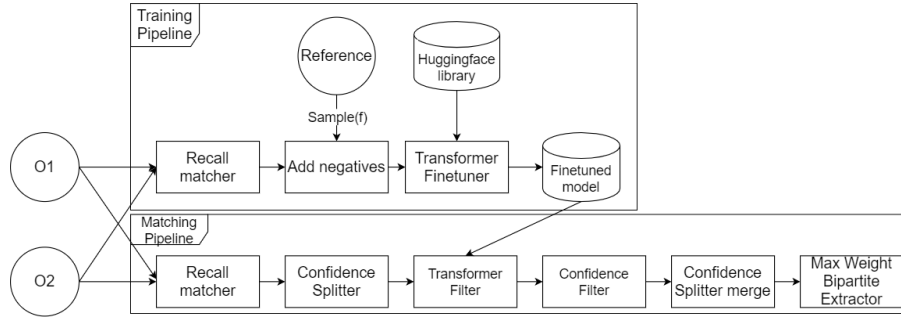 Training
Pipeline
Reference
Huggingface
library
Sample(f)
O1
Recall
matcher
Add negatives
Transformer
Finetuner
Finetuned
model
Matching
Pipeline
O2
Recall
matcher
Confidence
Splitter
Transformer
Filter
Confidence
Filter
Confidence
Splitter merge
Max Weight
Bipartite
Extractor